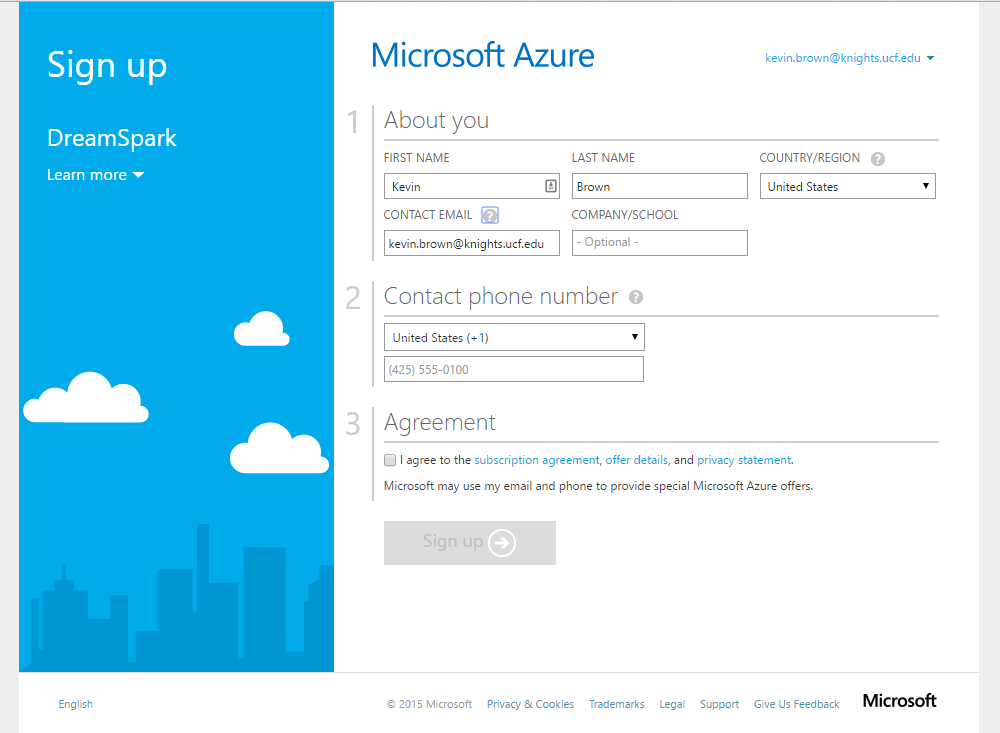 Sign up
DreamSpark
Learn more
Microsoft Azure
kevin.brown@knights.ucf.edu
1 About you
FIRST NAME LAST NAME COUNTRY/REGION ?
Kevin Brown United States
CONTACT EMAIL ? COMPANY/SCHOOL
kevin.brown@knights.ucf.edu - Optional -
2 Contact phone number ?
United States (+1)
(425) 555-0100
3 Agreement
I agree to the subscription agreement, offer details, and privacy statement.
Microsoft may use my email and phone to provide special Microsoft Azure offers.
Sign up
English © 2015 Microsoft Privacy & Cookies Trademarks Legal Support Give Us Feedback Microsoft